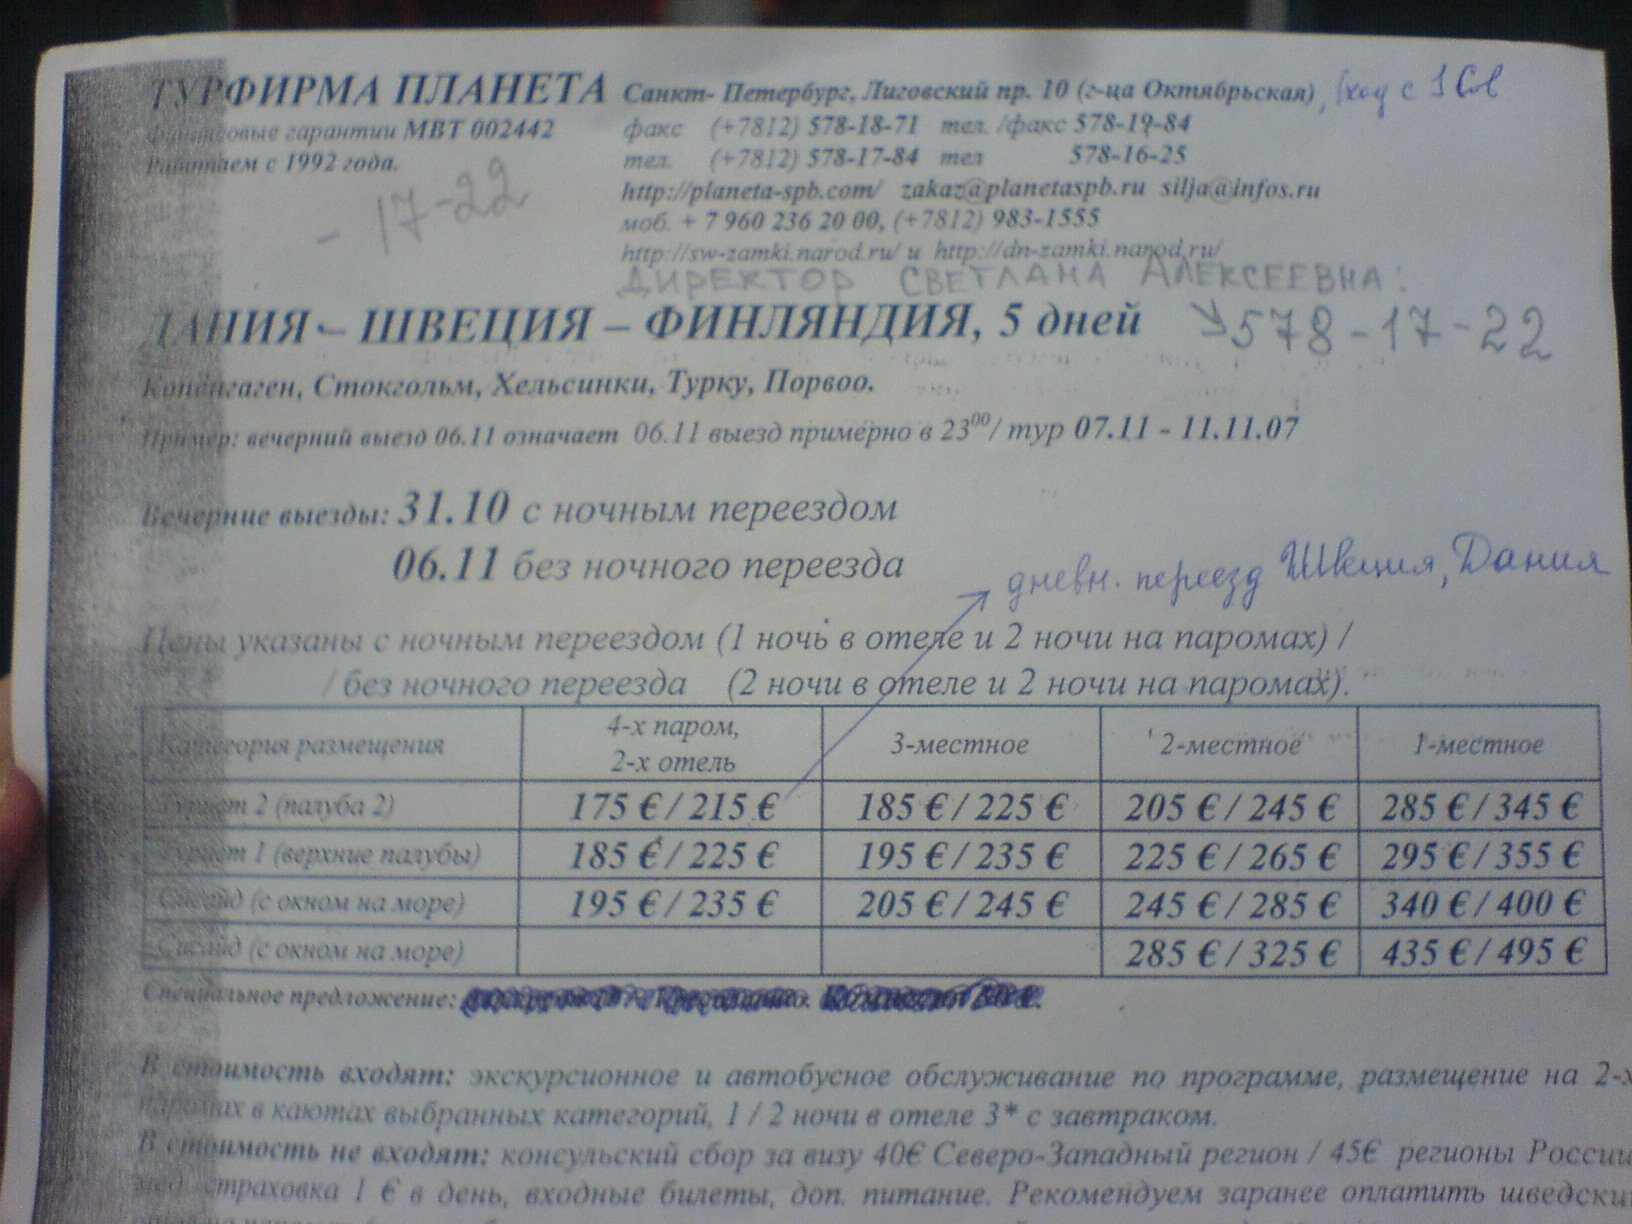 ТУРФИРМА ПЛАНЕТА Санкт- Петербург, Лиговский пр. 10 (г-ца Октябрьская), вход с 1 Сов
Финансовые гарантии МВТ 002442 факс (+7812) 578-18-71 тел. /факс 578-19-84
Работаем с 1992 года. тел. (+7812) 578-17-84 тел 578-16-25
http://planeta-spb.com/ zakaz@planetaspb.ru silja@infos.ru
- 17-22 моб. + 7 960 236 20 00, (+7812) 983-1555
http://sw-zamki.narod.ru/ и http://dn-zamki.narod.ru/
ДИРЕКТОР СВЕТЛАНА АЛЕКСЕЕВНА:
ДАНИЯ – ШВЕЦИЯ – ФИНЛЯНДИЯ, 5 дней 578-17-22
Копенгаген, Стокгольм, Хельсинки, Турку, Порвоо.
Пример: вечерний выезд 06.11 означает 06.11 выезд примерно в 23⁰⁰/ тур 07.11 - 11.11.07
Вечерние выезды: 31.10 с ночным переездом
06.11 без ночного переезда
дневн. переезд Швеция, Дания
Цены указаны с ночным переездом (1 ночь в отеле и 2 ночи на паромах) /
/ без ночного переезда (2 ночи в отеле и 2 ночи на паромах).
Категория размещения 4-х паром, 2-х отель 3-местное 2-местное 1-местное
Турист 2 (палуба 2) 175 € / 215 € 185 € / 225 € 205 € / 245 € 285 € / 345 €
Турист 1 (верхние палубы) 185 € / 225 € 195 € / 235 € 225 € / 265 € 295 € / 355 €
Сисайд (с окном на море) 195 € / 235 € 205 € / 245 € 245 € / 285 € 340 € / 400 €
Сисайд (с окном на море) 285 € / 325 € 435 € / 495 €
Специальное предложение:
В стоимость входят: экскурсионное и автобусное обслуживание по программе, размещение на 2-х
паромах в каютах выбранных категорий, 1 / 2 ночи в отеле 3* с завтраком.
В стоимость не входят: консульский сбор за визу 40€ Северо-Западный регион / 45€ регионы России
мед. страховка 1 € в день, входные билеты, доп. питание. Рекомендуем заранее оплатить шведски